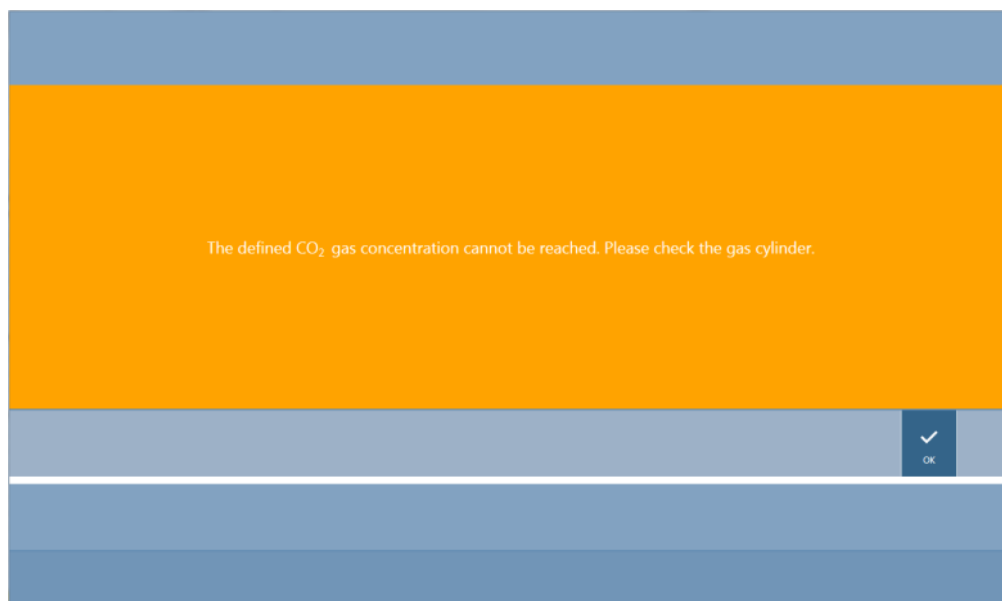 The defined CO₂ gas concentration cannot be reached. Please check the gas cylinder.
OK